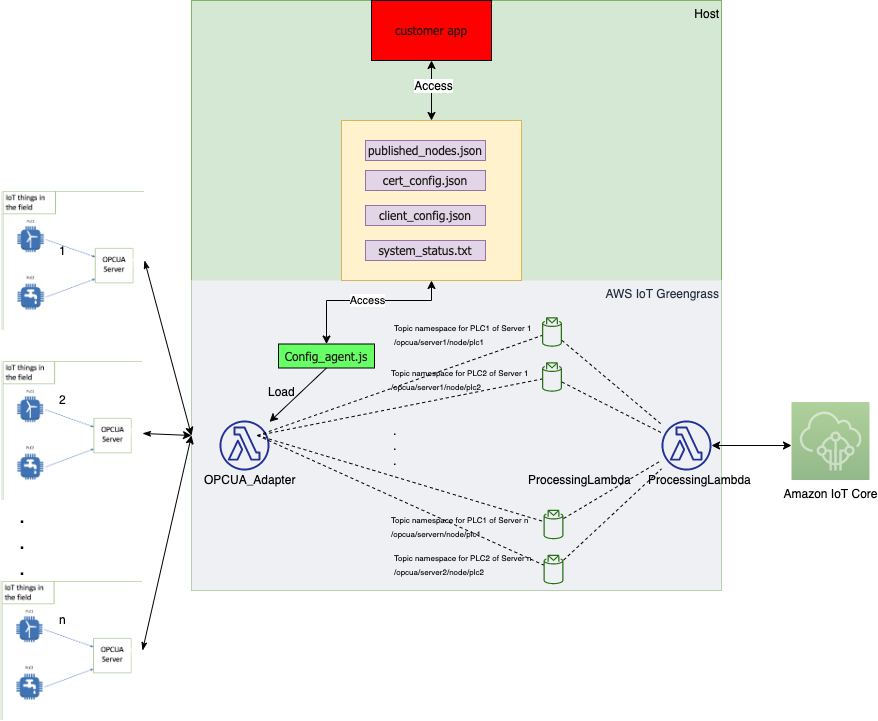 Host
customer app
Access
published_nodes.json
cert_config.json
client_config.json
system_status.txt
IoT things in
the field
PLC1
1
OPCUA
Server
PLC2
AWS IoT Greengrass
Access
Topic namespace for PLC1 of Server 1
/opcua/server1/node/plc1
Config_agent.js
Load
Topic namespace for PLC2 of Server 1
/opcua/server1/node/plc2
IoT things in
the field
PLC1
2
OPCUA
Server
PLC2
.
.
.
OPCUA_Adapter
ProcessingLambda
ProcessingLambda
Amazon IoT Core
Topic namespace for PLC1 of Server n
/opcua/servern/node/plc1
Topic namespace for PLC2 of Server n
/opcua/server2/node/plc2
.
.
.
IoT things in
the field
PLC1
n
OPCUA
Server
PLC2